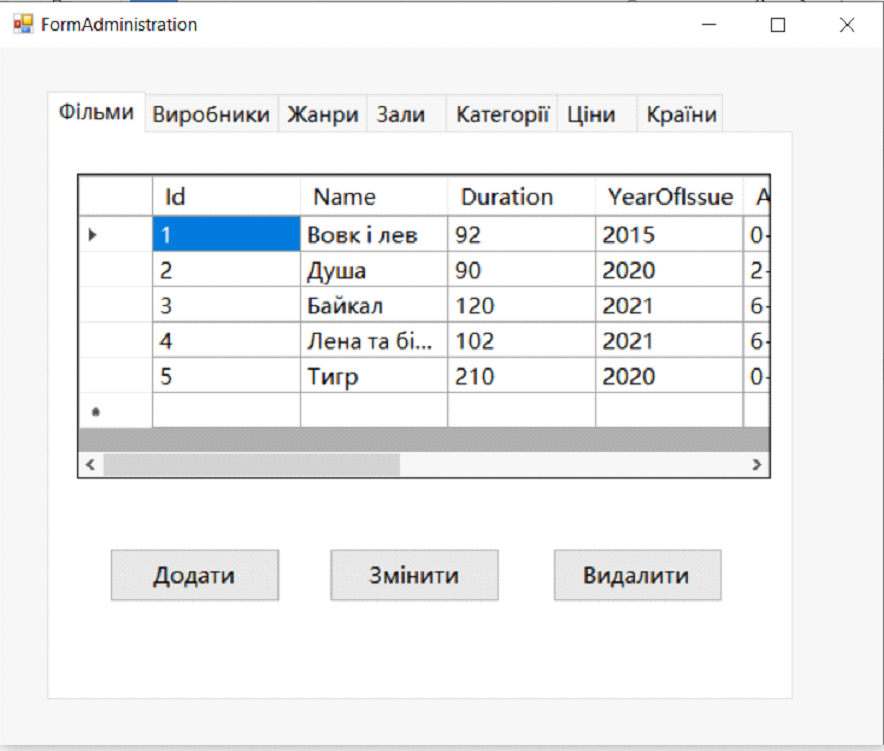 FormAdministration
Фільми Виробники Жанри Зали Категорії Ціни Країни
Id Name Duration YearOfIssue A
1 Вовк і лев 92 2015 0-
2 Душа 90 2020 2-
3 Байкал 120 2021 6-
4 Лена та бі... 102 2021 6-
5 Тигр 210 2020 0-
Додати Змінити Видалити